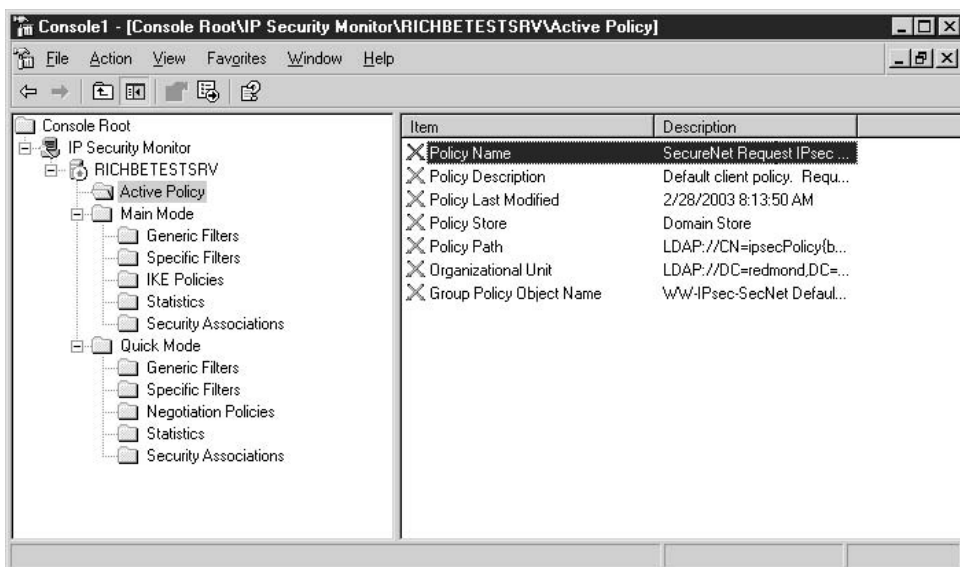 Console1 - [Console Root\IP Security Monitor\RICHBETESTSRV\Active Policy]
File Action View Favorites Window Help
Console Root
IP Security Monitor
RICHBETESTSRV
Active Policy
Main Mode
Generic Filters
Specific Filters
IKE Policies
Statistics
Security Associations
Quick Mode
Generic Filters
Specific Filters
Negotiation Policies
Statistics
Security Associations
Item Description
Policy Name SecureNet Request IPsec ...
Policy Description Default client policy. Requ...
Policy Last Modified 2/28/2003 8:13:50 AM
Policy Store Domain Store
Policy Path LDAP://CN=ipsecPolicy{b...
Organizational Unit LDAP://DC=redmond,DC=...
Group Policy Object Name WW-IPsec-SecNet Defaul...